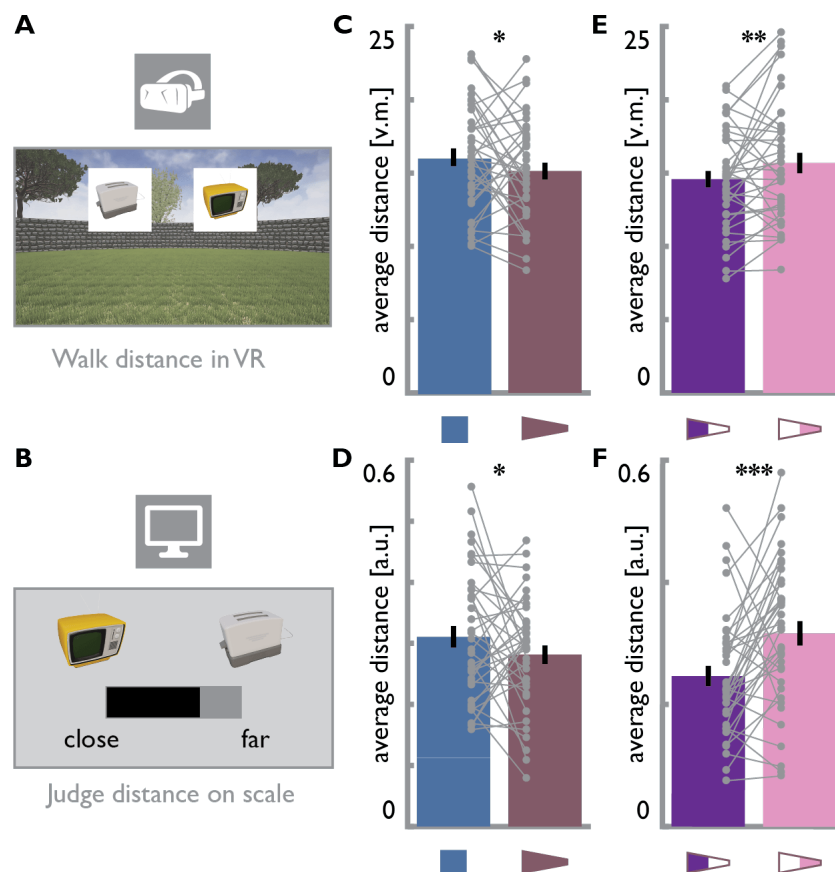 A
Walk distance in VR
B
close far
Judge distance on scale
C
25
*
average distance [v.m.]
0
D
0.6
*
average distance [a.u.]
0
E
25
**
average distance [v.m.]
0
F
0.6
***
average distance [a.u.]
0